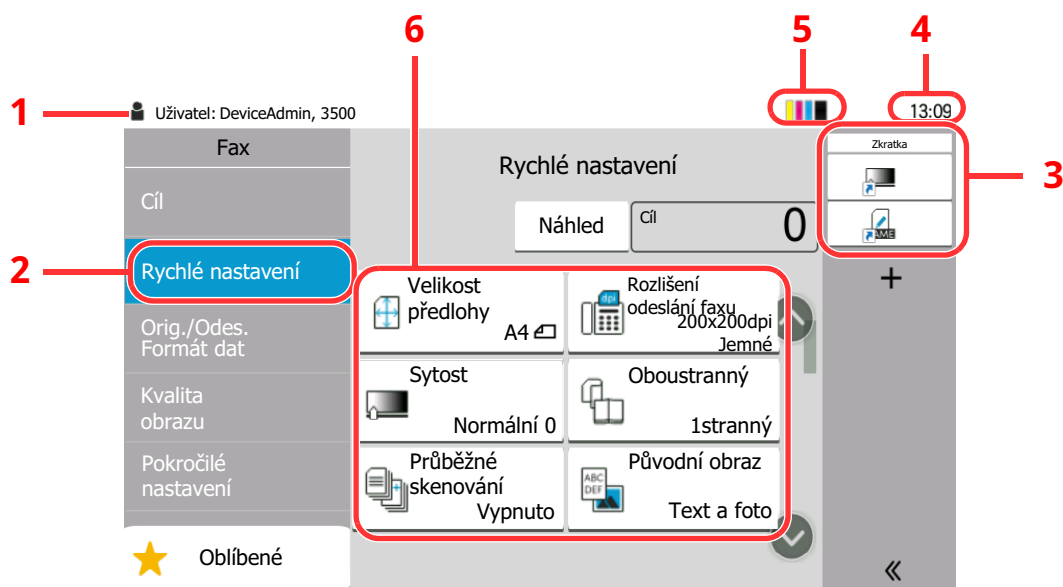 6
5
4
1
Uživatel: DeviceAdmin, 3500
13:09
Fax
Rychlé nastavení
Zkratka
3
Cíl
Náhled
Cíl
0
AME
2
Rychlé nastavení
+
Velikost
předlohy
A4
dpi
Rozlišení
odeslání faxu
200x200dpi
Jemné
Orig./Odes.
Formát dat
Sytost
Normální 0
Oboustranný
1stranný
Kvalita
obrazu
Pokročilé
nastavení
Průběžné
skenování
Vypnuto
ABC
DEF
Původní obraz
Text a foto
Oblíbené
«